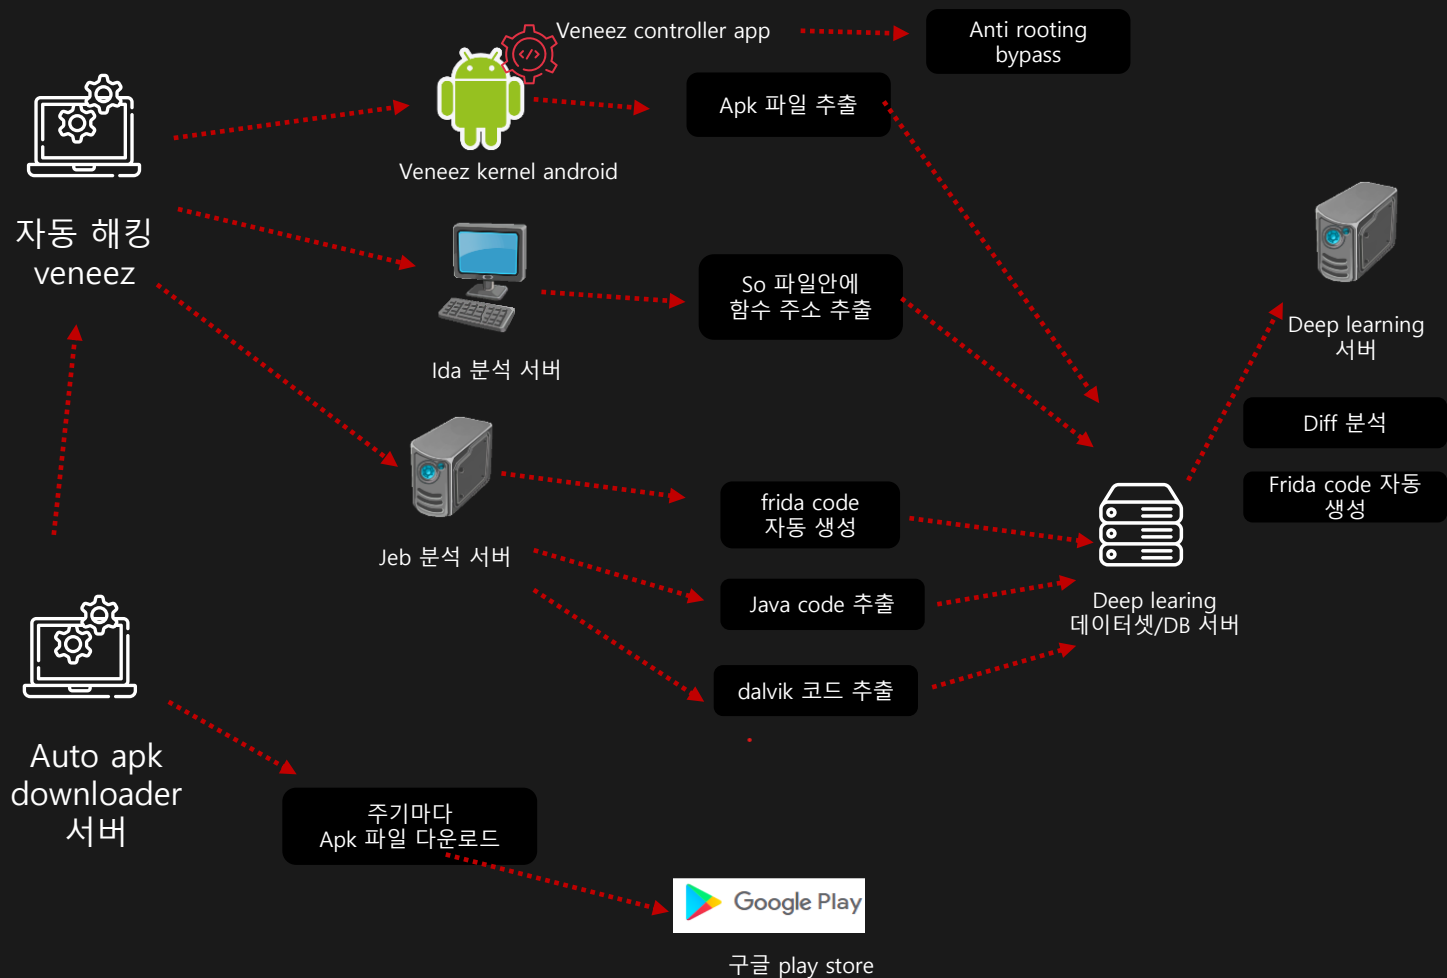 Veneez controller app
Anti rooting
bypass
Apk 파일 추출
Veneez kernel android
자동 해킹
veneez
So 파일안에
함수 주소 추출
Ida 분석 서버
Deep learning
서버
Diff 분석
Frida code 자동
생성
frida code
자동 생성
Jeb 분석 서버
Java code 추출
Deep learing
데이터셋/DB 서버
dalvik 코드 추출
Auto apk
downloader
서버
주기마다
Apk 파일 다운로드
Google Play
구글 play store